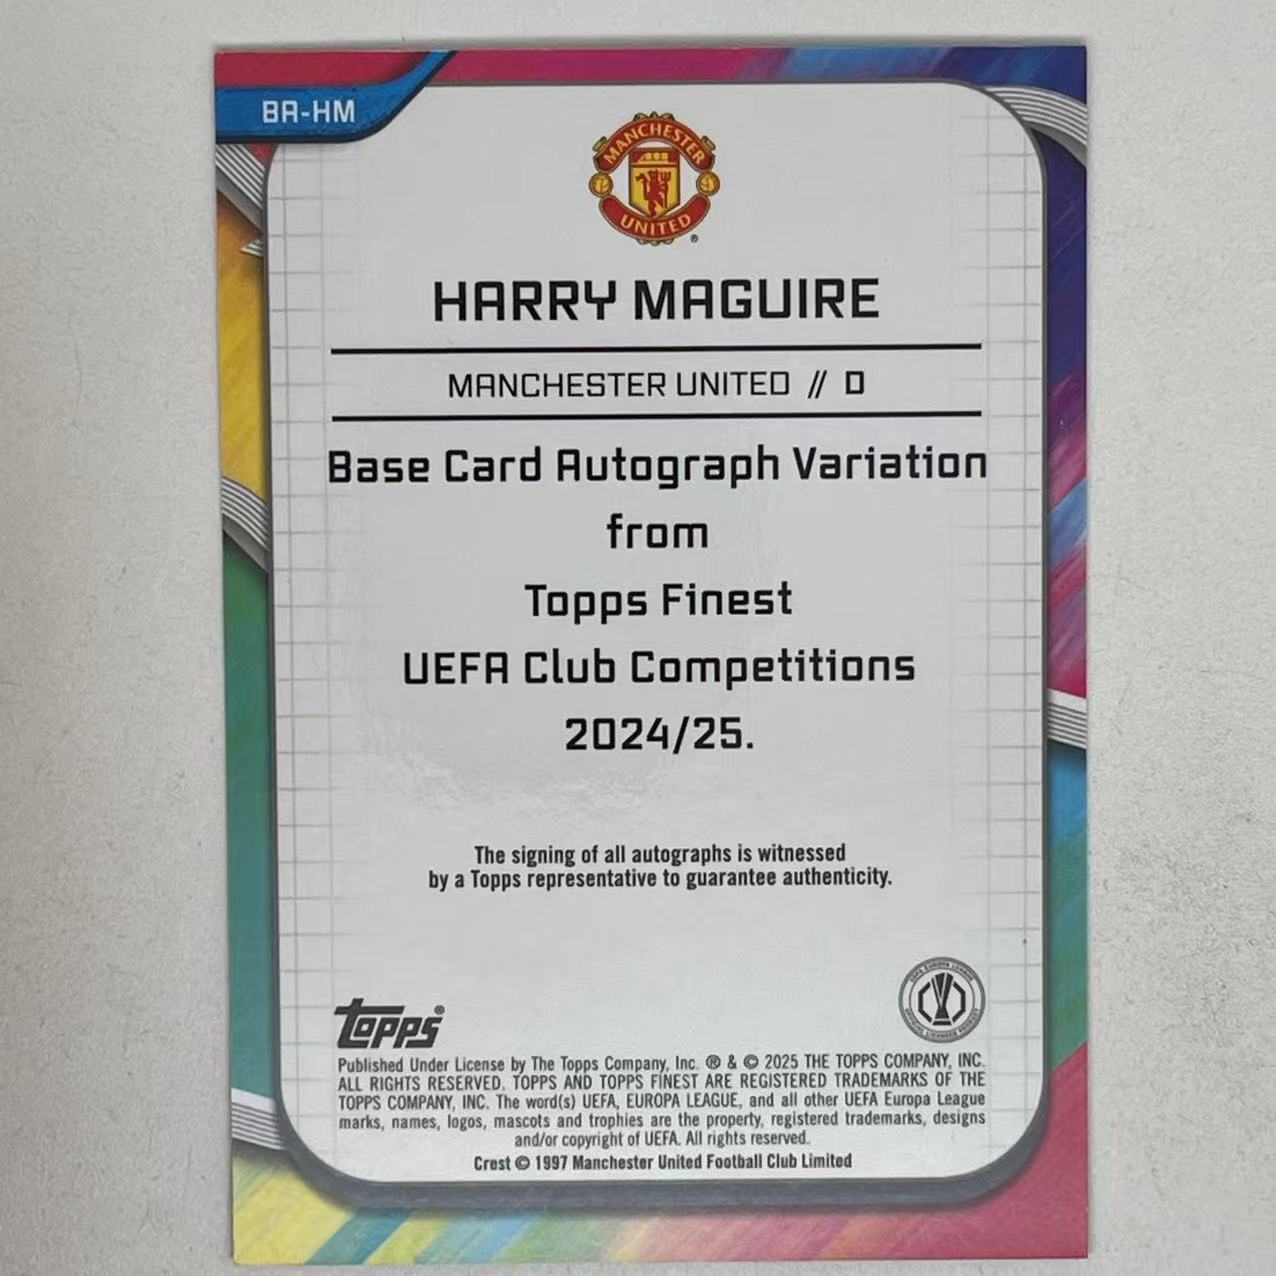 BA-HM
MANCHESTER
UNITED
®
HARRY MAGUIRE
MANCHESTER UNITED // D
Base Card Autograph Variation
from
Topps Finest
UEFA Club Competitions
2024/25.
The signing of all autographs is witnessed
by a Topps representative to guarantee authenticity.
topps®
Published Under License by The Topps Company, Inc. ® & © 2025 THE TOPPS COMPANY, INC.
ALL RIGHTS RESERVED. TOPPS AND TOPPS FINEST ARE REGISTERED TRADEMARKS OF THE
TOPPS COMPANY, INC. The word(s) UEFA, EUROPA LEAGUE, and all other UEFA Europa League
marks, names, logos, mascots and trophies are the property, registered trademarks, designs
and/or copyright of UEFA. All rights reserved.
Crest © 1997 Manchester United Football Club Limited